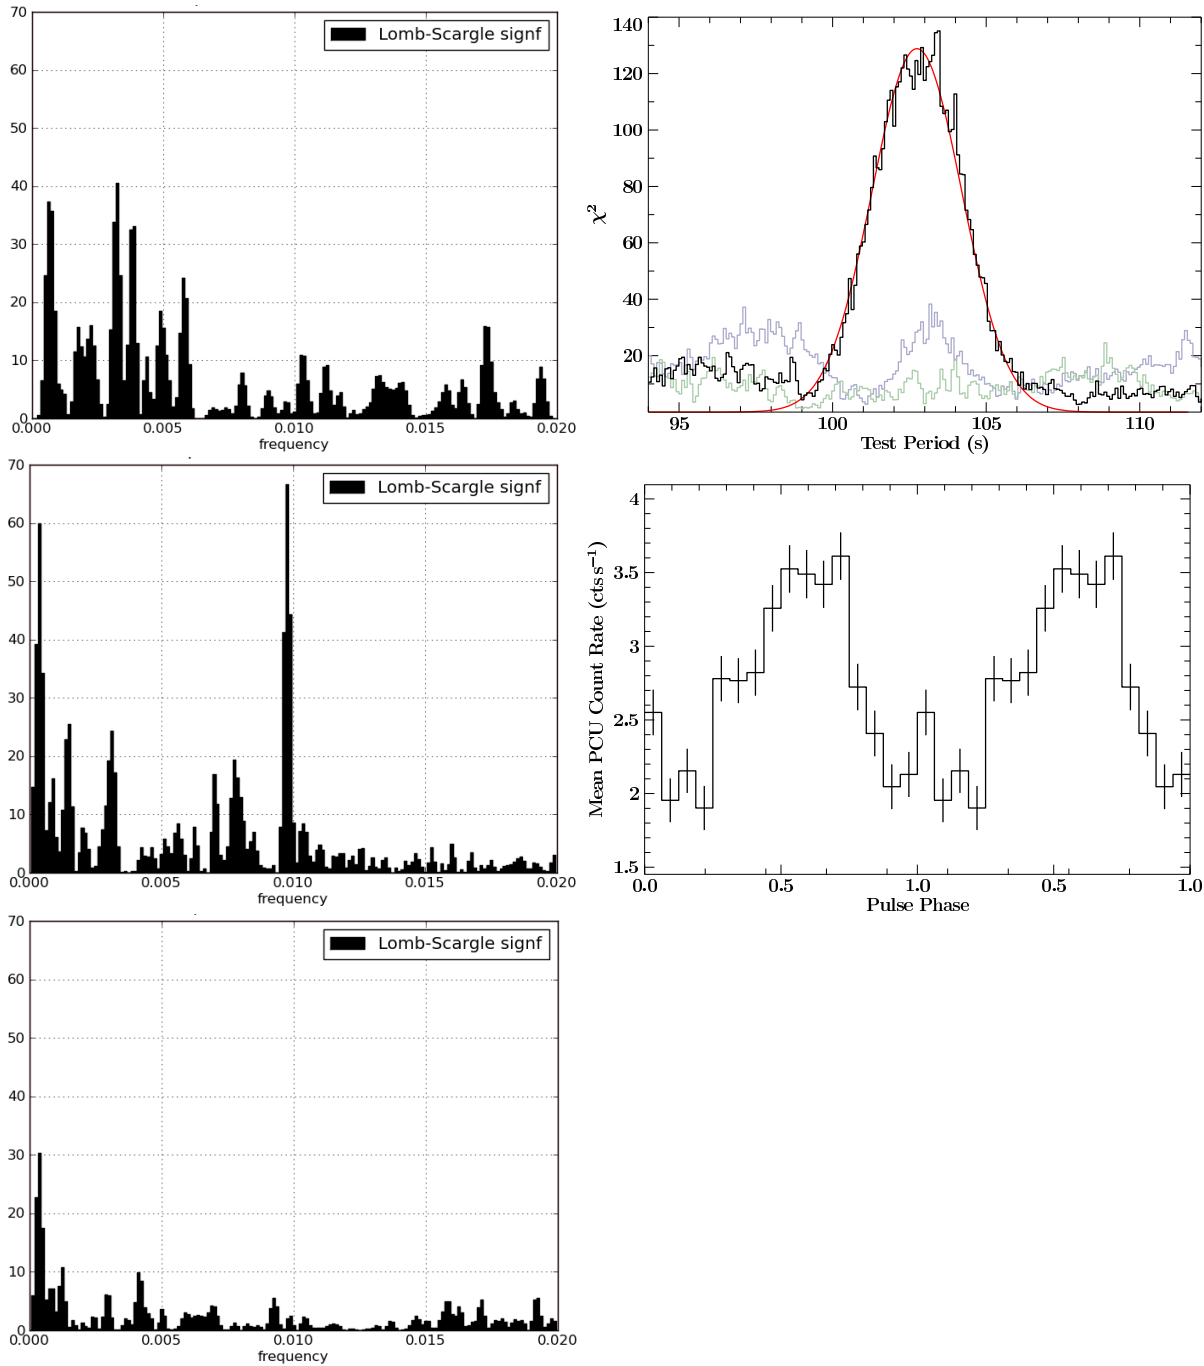 70
60
50
40
30
20
10
0
Lomb-Scargle signf
0.000 0.005 0.010 0.015 0.020
frequency
140
120
100
80
60
40
20
χ²
95 100 105 110
Test Period (s)
70
60
50
40
30
20
10
0
Lomb-Scargle signf
0.000 0.005 0.010 0.015 0.020
frequency
4
3.5
3
2.5
2
1.5
Mean PCU Count Rate (cts s⁻¹)
0.0 0.5 1.0 0.5 1.0
Pulse Phase
70
60
50
40
30
20
10
0
Lomb-Scargle signf
0.000 0.005 0.010 0.015 0.020
frequency